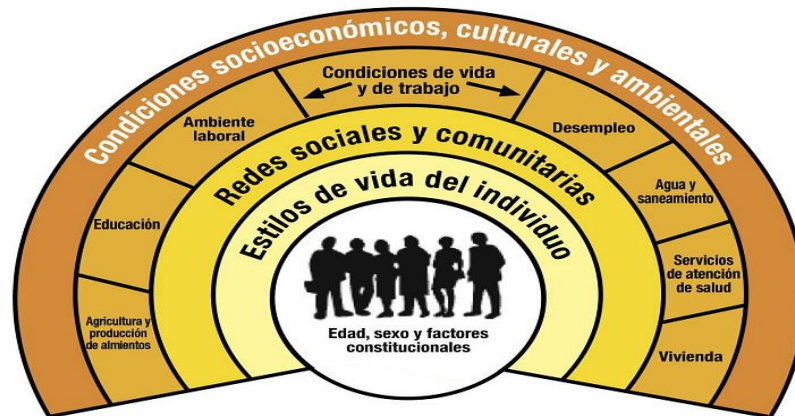 Condiciones socioeconómicos, culturales y ambientales
Condiciones de vida
y de trabajo
Ambiente
laboral
Desempleo
Educación
Agua y
saneamiento
Agricultura y
producción
de almientos
Servicios
de atención
de salud
Vivienda
Redes sociales y comunitarias
Estilos de vida del individuo
Edad, sexo y factores
constitucionales